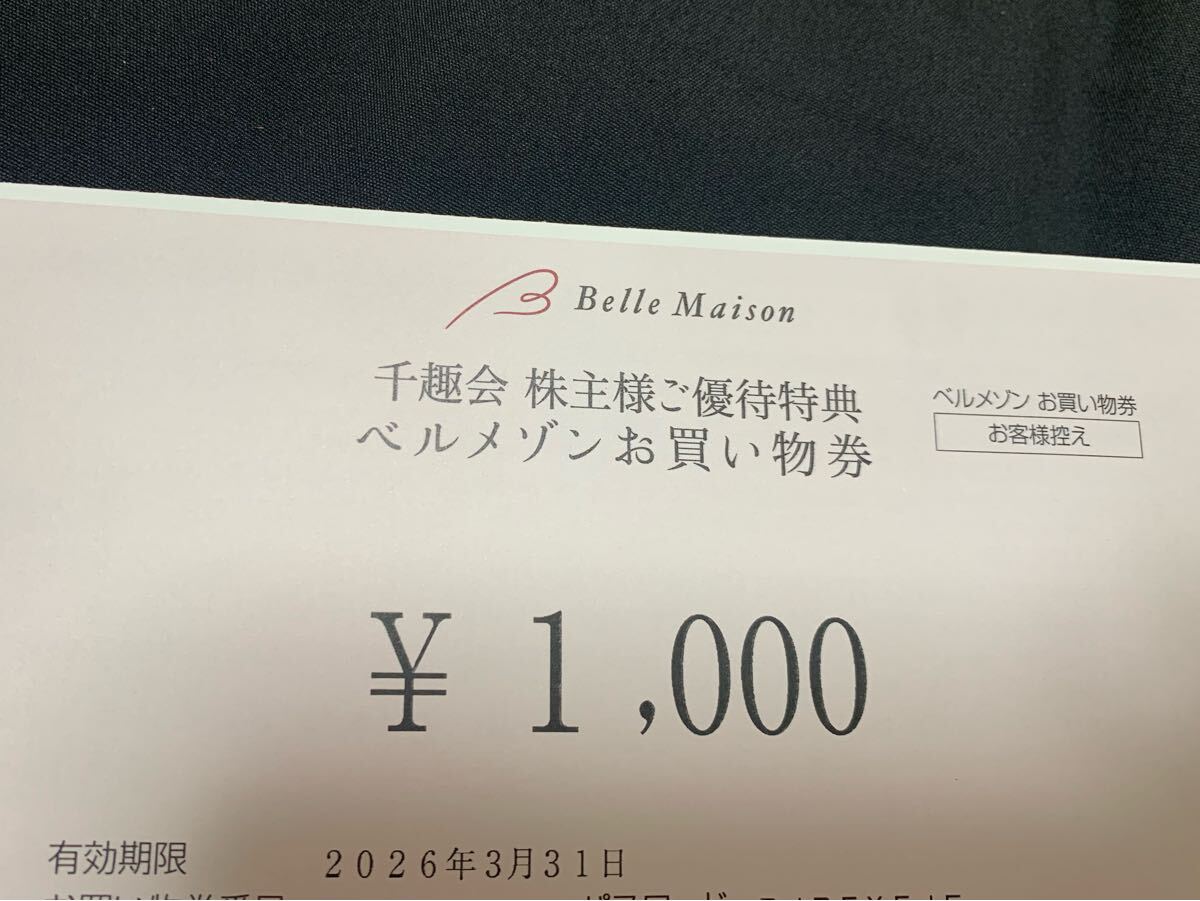 Belle Maison
千趣会 株主様ご優待特典
ベルメゾンお買い物券
ベルメゾン お買い物券
お客様控え
¥1,000
有効期限 2026年3月31日